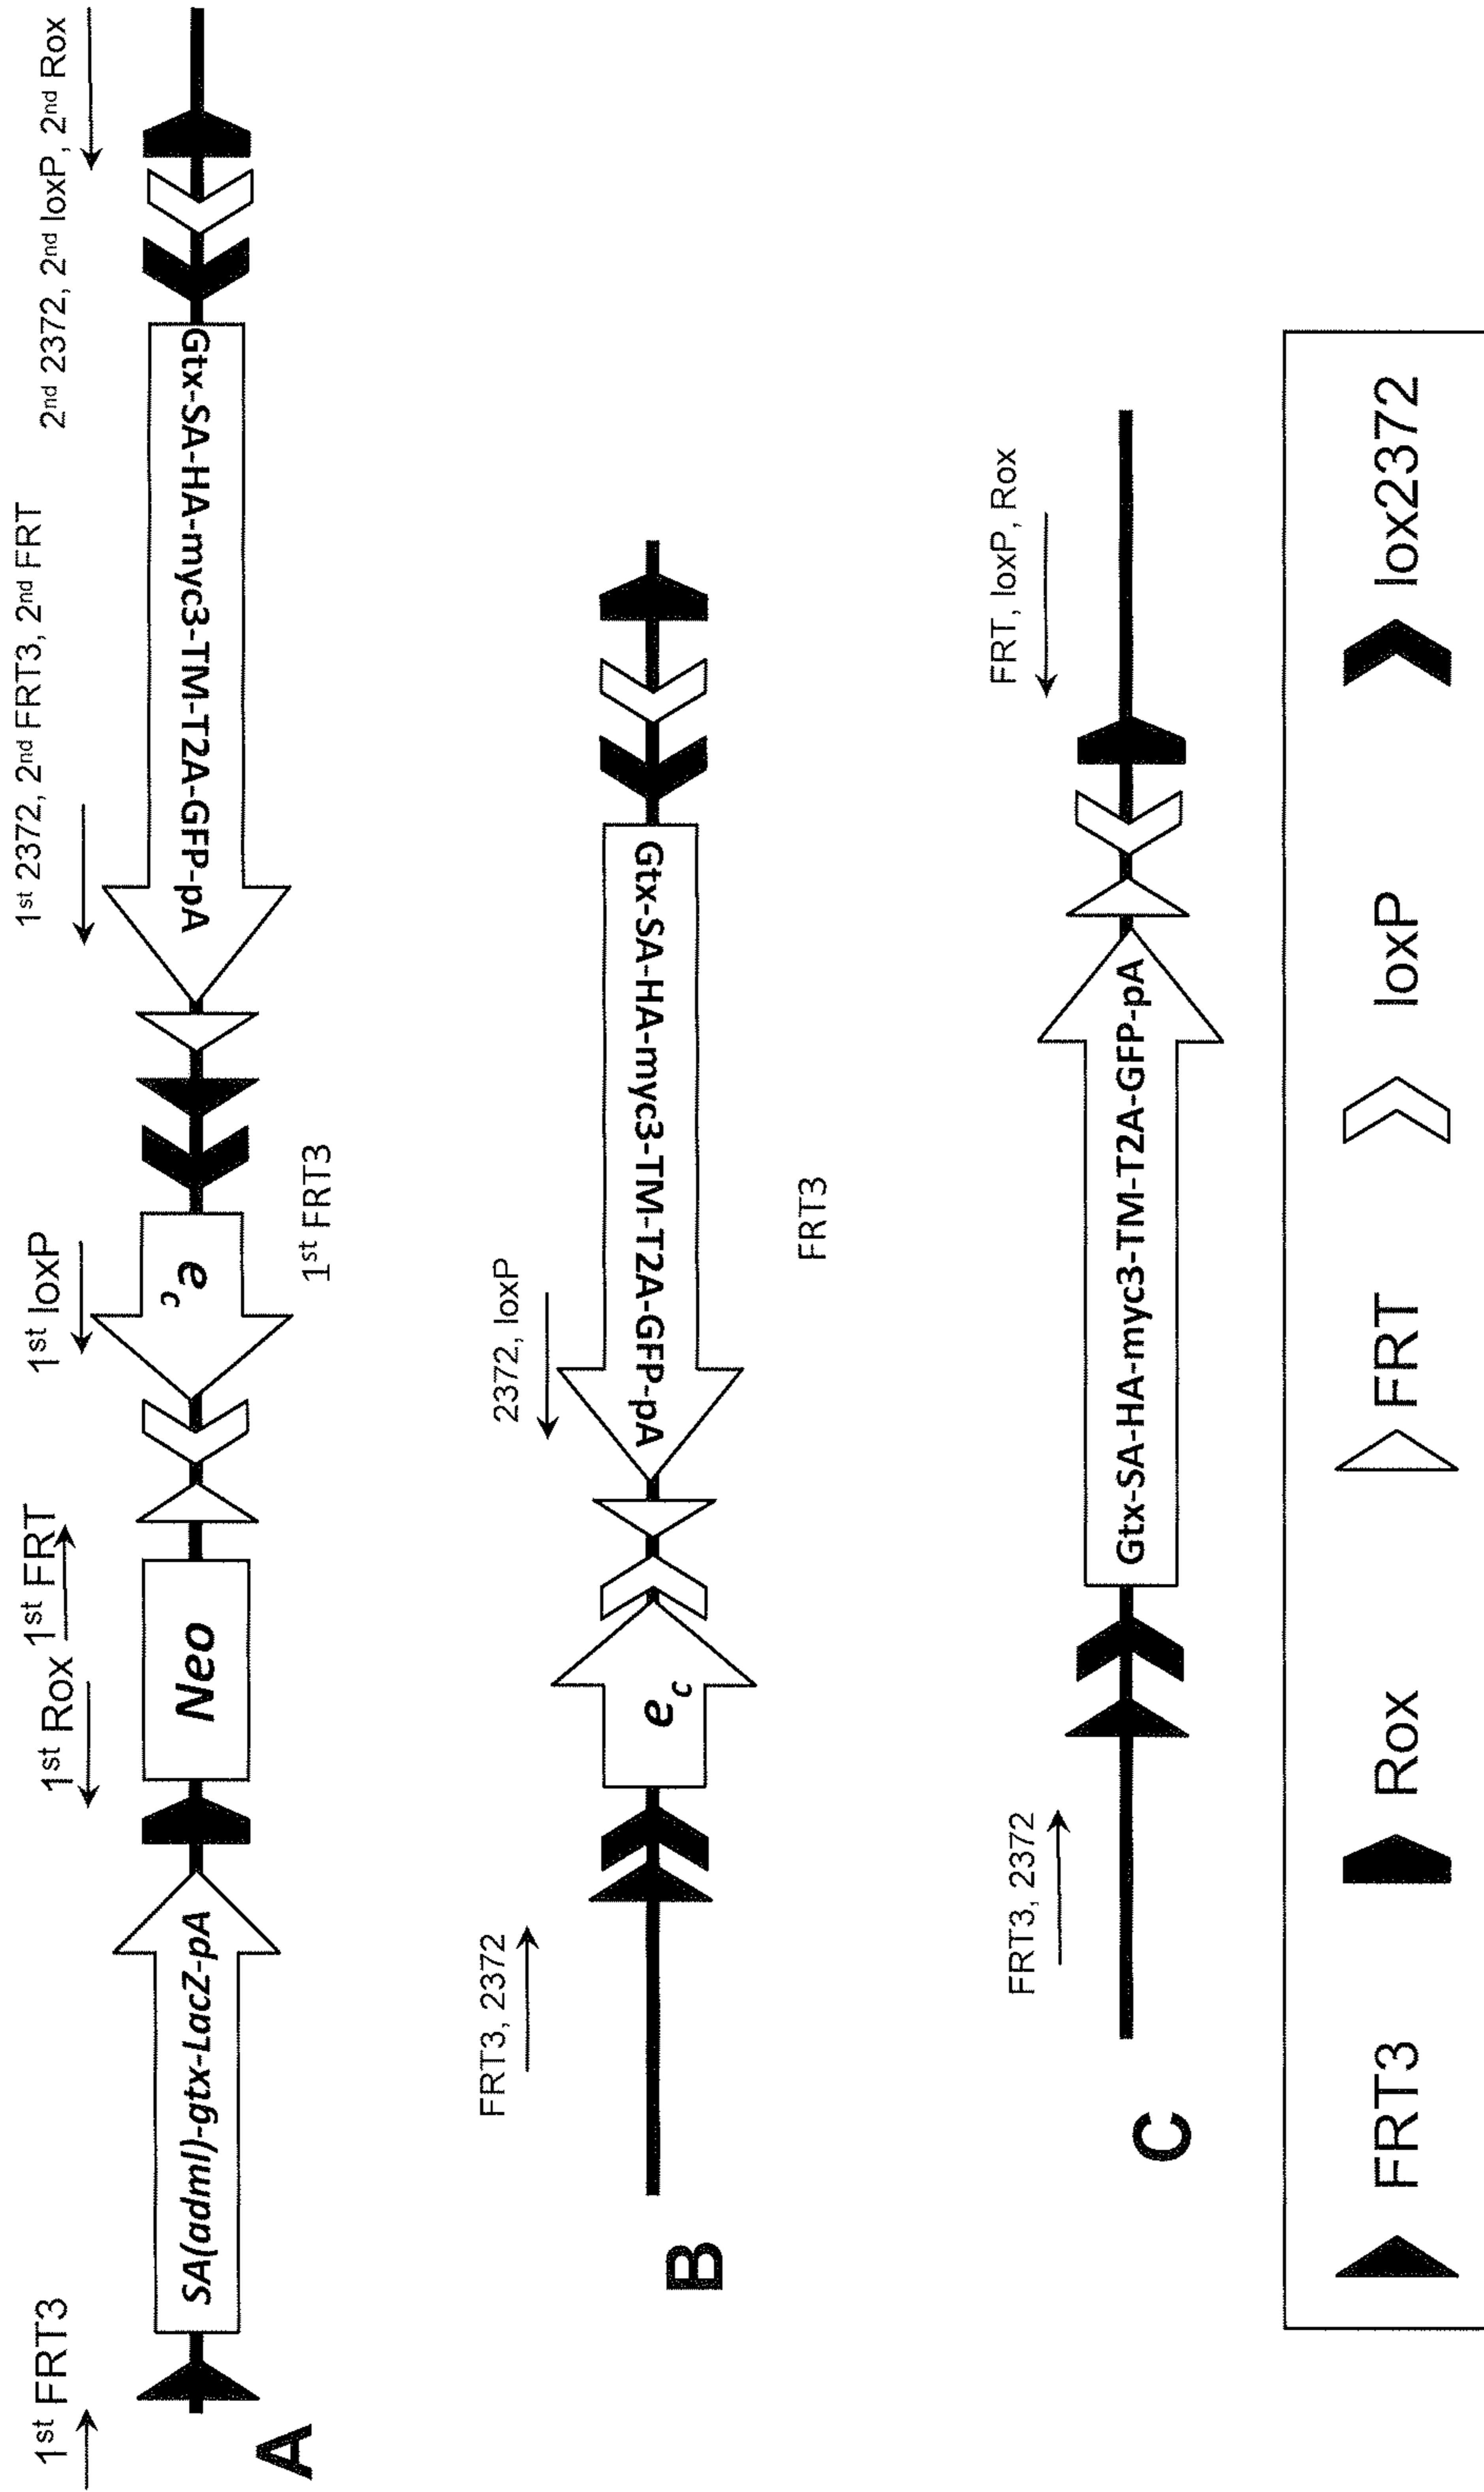 1st FRT3
1st Rox
1st FRT
1st loxP
1st 2372, 2nd FRT3, 2nd FRT
2nd 2372, 2nd loxP, 2nd Rox
SA(adml)-gtx-LacZ-pA
Neo
ec
Gtx-SA-HA-myc3-TM-T2A-GFP-pA
A
1st FRT3
FRT3, 2372
2372, loxP
ec
Gtx-SA-HA-myc3-TM-T2A-GFP-pA
B
FRT3
FRT3, 2372
FRT, loxP, Rox
Gtx-SA-HA-myc3-TM-T2A-GFP-pA
C
FRT3
Rox
FRT
loxP
lox2372